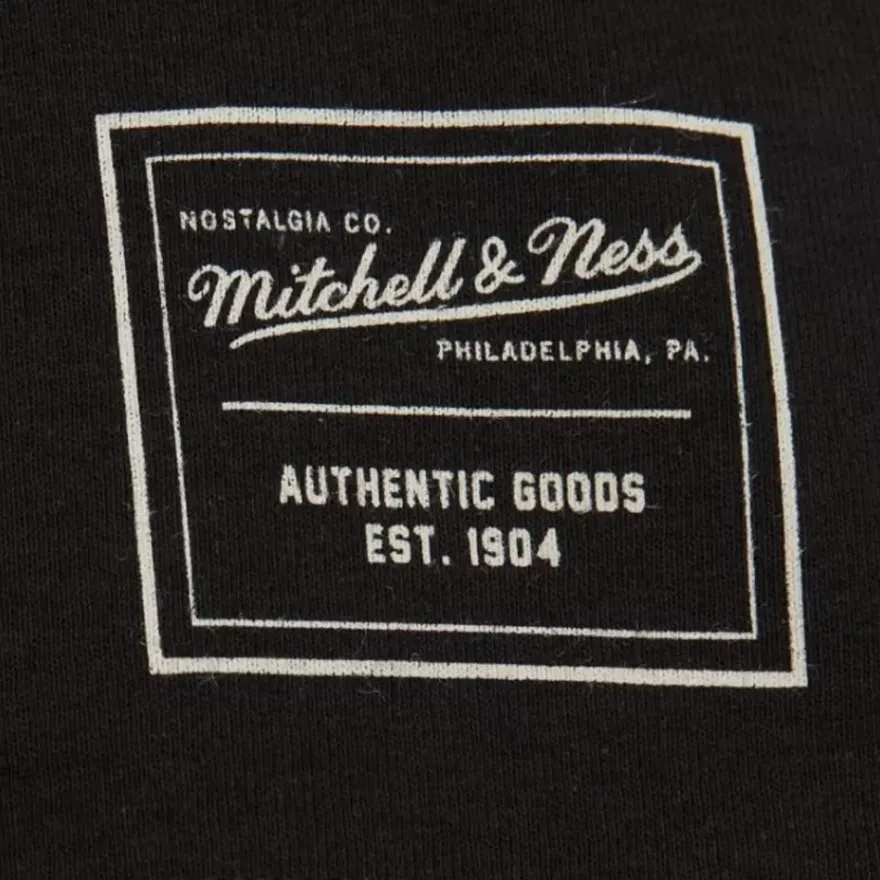 NOSTALGIA CO.
Mitchell & Ness
PHILADELPHIA, PA.
AUTHENTIC GOODS
EST. 1904